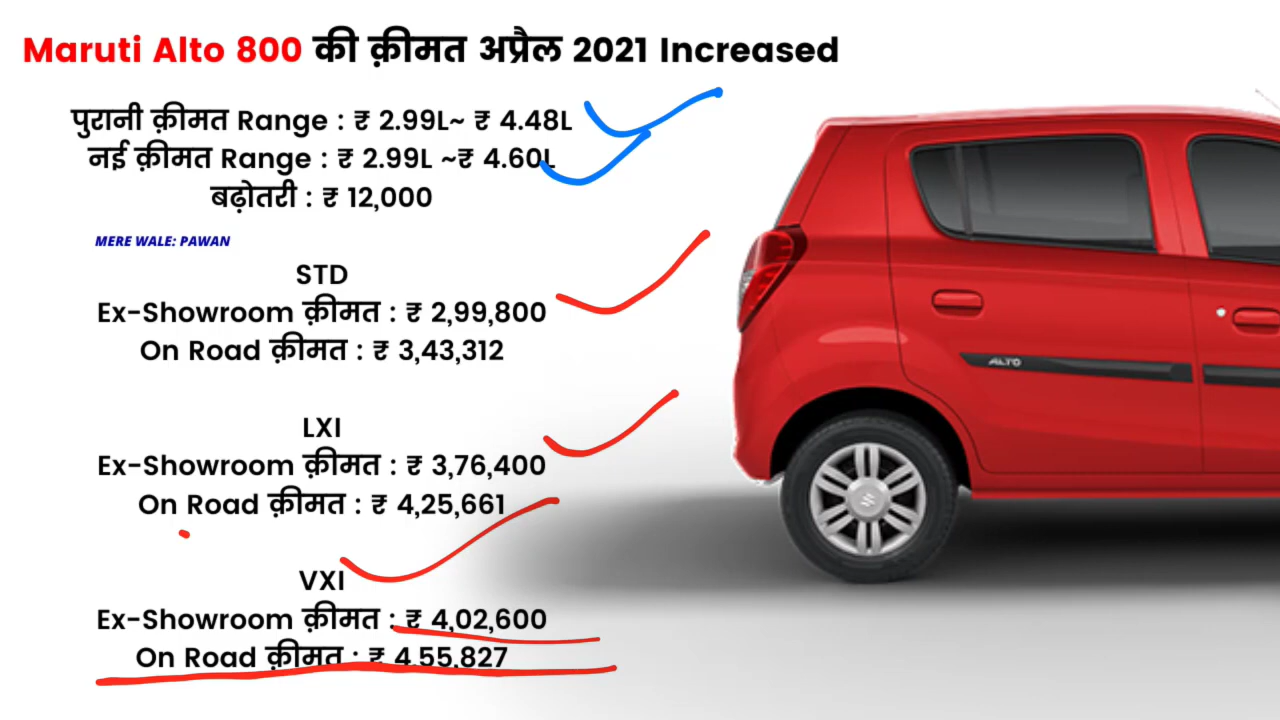 Maruti Alto 800 की क़ीमत अप्रैल 2021 Increased
पुरानी क़ीमत Range : ₹ 2.99L~ ₹ 4.48L
नई क़ीमत Range : ₹ 2.99L ~₹ 4.60L
बढ़ोतरी : ₹ 12,000
MERE WALE: PAWAN
STD
Ex-Showroom क़ीमत : ₹ 2,99,800
On Road क़ीमत : ₹ 3,43,312
LXI
Ex-Showroom क़ीमत : ₹ 3,76,400
On Road क़ीमत : ₹ 4,25,661
VXI
Ex-Showroom क़ीमत : ₹ 4,02,600
On Road क़ीमत : ₹ 4,55,827
ALTO